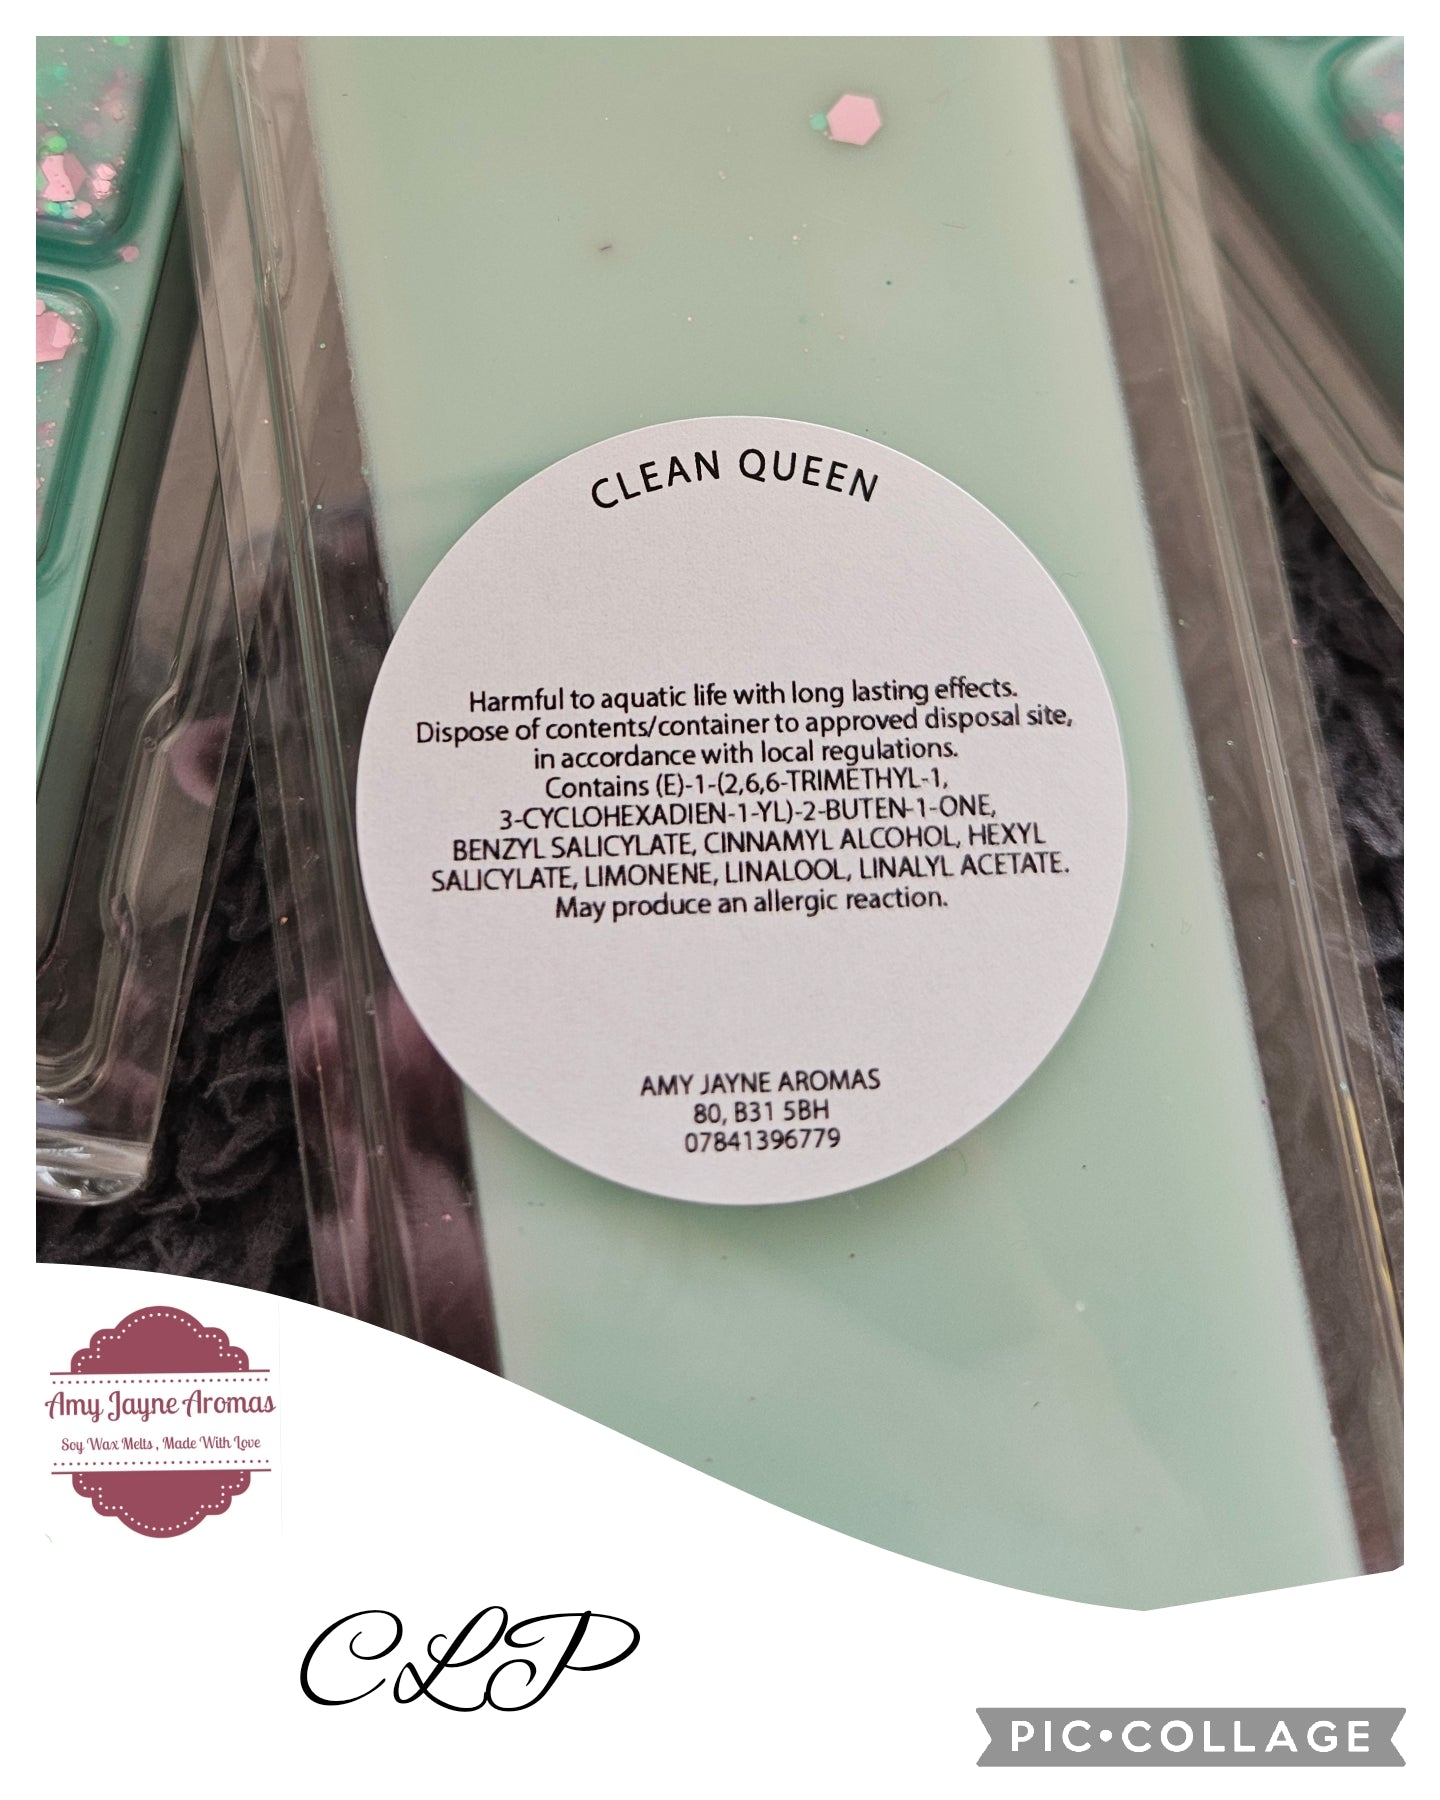 CLEAN QUEEN
Harmful to aquatic life with long lasting effects.
Dispose of contents/container to approved disposal site,
in accordance with local regulations.
Contains (E)-1-(2,6,6-TRIMETHYL-1,
3-CYCLOHEXADIEN-1-YL)-2-BUTEN-1-ONE,
BENZYL SALICYLATE, CINNAMYL ALCOHOL, HEXYL
SALICYLATE, LIMONENE, LINALOOL, LINALYL ACETATE.
May produce an allergic reaction.
AMY JAYNE AROMAS
80, B31 5BH
07841396779
Amy Jayne Aromas
Soy Wax Melts, Made With Love
CLP
PIC•COLLAGE